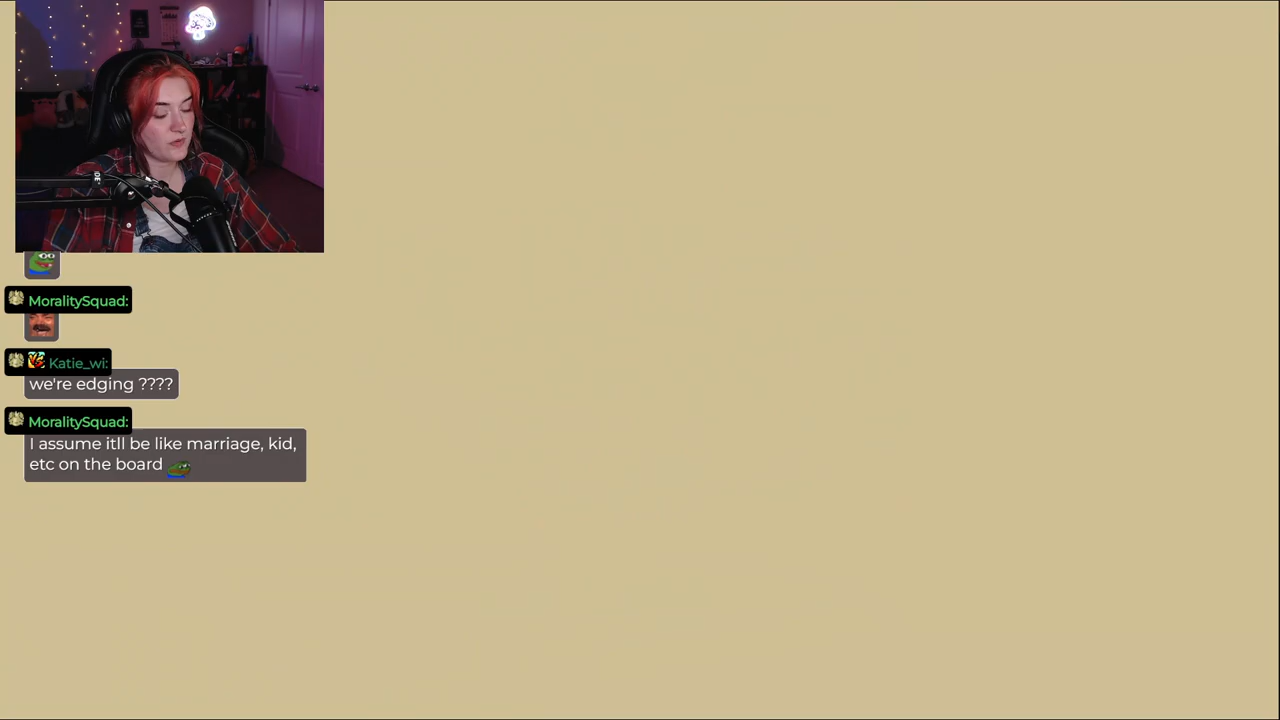 MoralitySquad:
Katie_wi:
we're edging ????
MoralitySquad:
I assume itll be like marriage, kid,
etc on the board